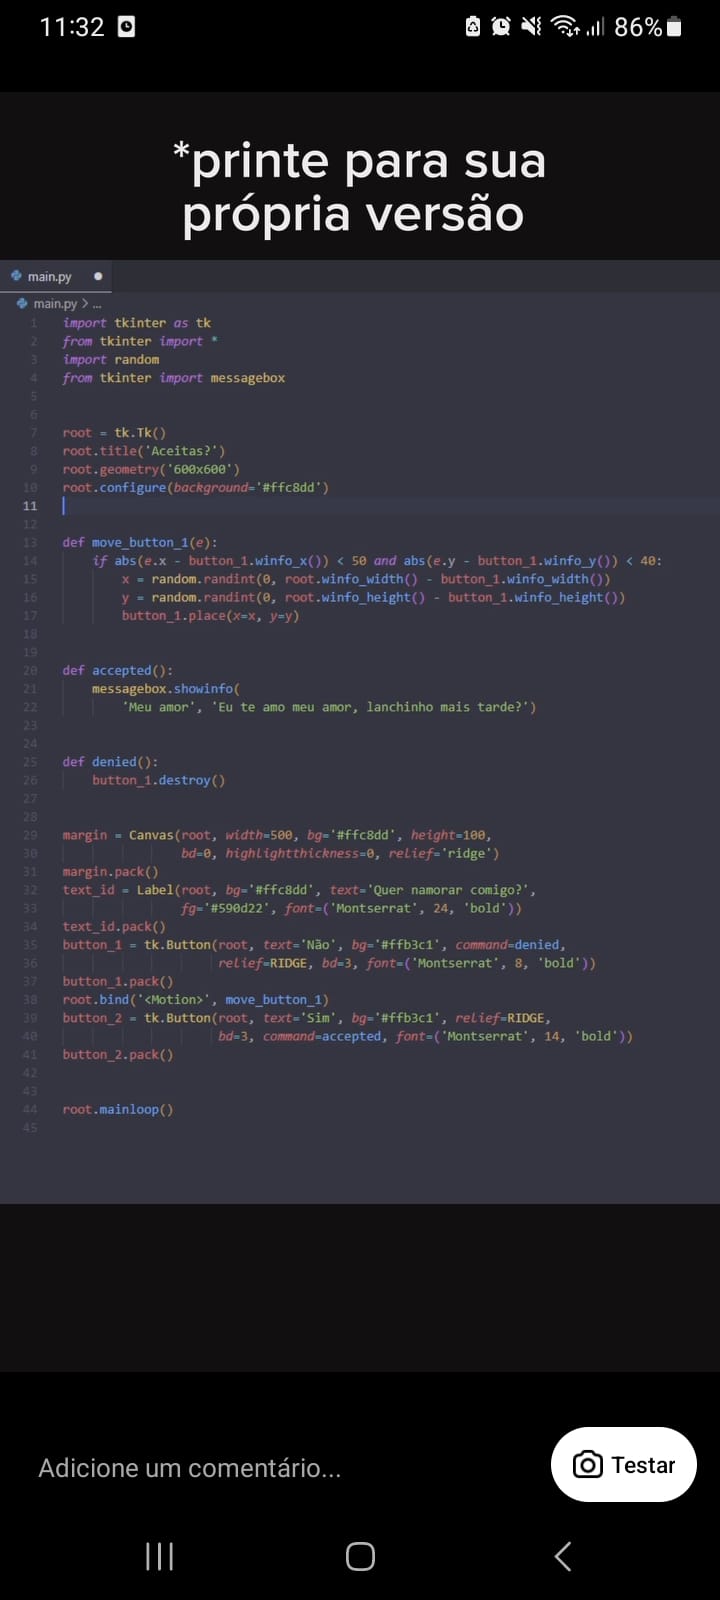 11:32
86%
*printe para sua
própria versão
main.py
main.py > ...
1 import tkinter as tk
2 from tkinter import *
3 import random
4 from tkinter import messagebox
5
6
7 root = tk.Tk()
8 root.title('Aceitas?')
9 root.geometry('600x600')
10 root.configure(background='#ffc8dd')
11
12
13 def move_button_1(e):
14 if abs(e.x - button_1.winfo_x()) < 50 and abs(e.y - button_1.winfo_y()) < 40:
15 x = random.randint(0, root.winfo_width() - button_1.winfo_width())
16 y = random.randint(0, root.winfo_height() - button_1.winfo_height())
17 button_1.place(x=x, y=y)
18
19
20 def accepted():
21 messagebox.showinfo(
22 'Meu amor', 'Eu te amo meu amor, lanchinho mais tarde?')
23
24
25 def denied():
26 button_1.destroy()
27
28
29 margin = Canvas(root, width=500, bg='#ffc8dd', height=100,
30 bd=0, highlightthickness=0, relief='ridge')
31 margin.pack()
32 text_id = Label(root, bg='#ffc8dd', text='Quer namorar comigo?',
33 fg='#590d22', font=('Montserrat', 24, 'bold'))
34 text_id.pack()
35 button_1 = tk.Button(root, text='Não', bg='#ffb3c1', command=denied,
36 relief=RIDGE, bd=3, font=('Montserrat', 8, 'bold'))
37 button_1.pack()
38 root.bind('<Motion>', move_button_1)
39 button_2 = tk.Button(root, text='Sim', bg='#ffb3c1', relief=RIDGE,
40 bd=3, command=accepted, font=('Montserrat', 14, 'bold'))
41 button_2.pack()
42
43
44 root.mainloop()
45
Adicione um comentário...
Testar